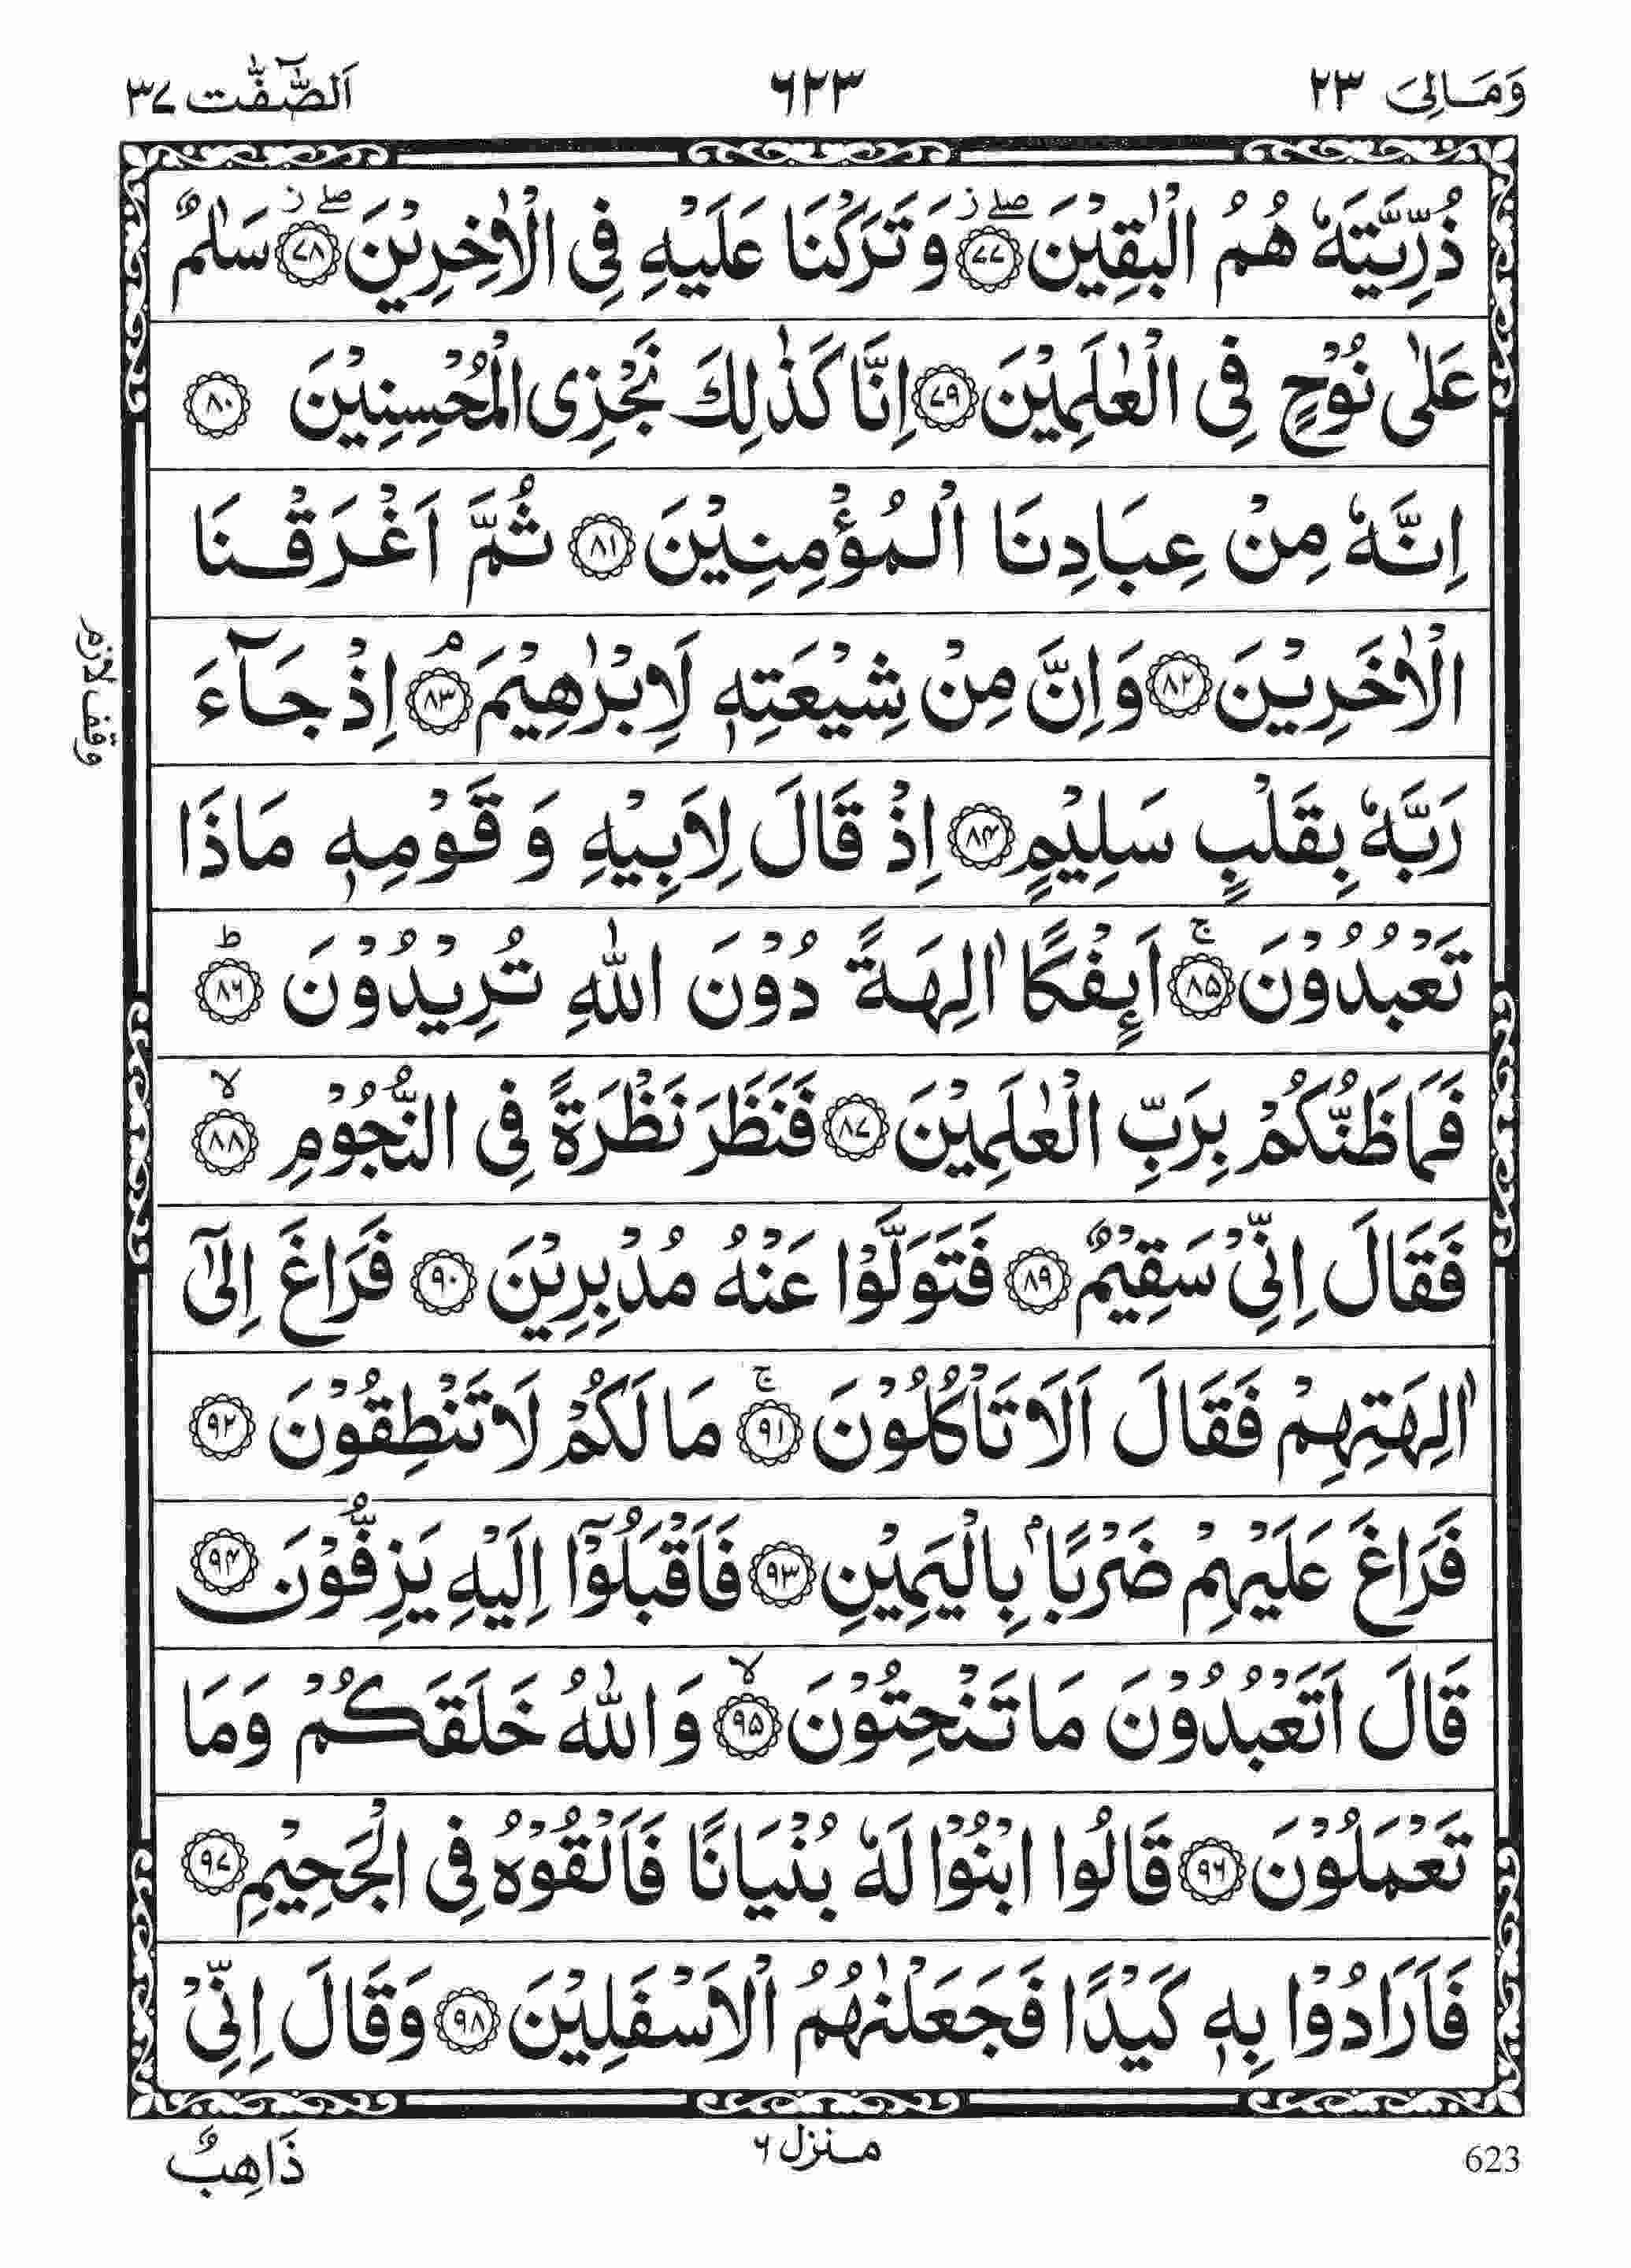 وَمَالِیَ ۲۳
۶۲۳
اَلصّٰٓفّٰت ۳۷
ذُرِّیَّتَهٗ هُمُ الْبٰقِیْنَ ﴿۷۷﴾ۖ٘ وَ تَرَكْنَا عَلَیْهِ فِی الْاٰخِرِیْنَ ﴿۷۸﴾ۖ٘ سَلٰمٌ
عَلٰی نُوْحٍ فِی الْعٰلَمِیْنَ ﴿۷۹﴾ اِنَّا كَذٰلِكَ نَجْزِی الْمُحْسِنِیْنَ ﴿۸۰﴾
اِنَّهٗ مِنْ عِبَادِنَا الْمُؤْمِنِیْنَ ﴿۸۱﴾ ثُمَّ اَغْرَقْنَا
الْاٰخَرِیْنَ ﴿۸۲﴾ وَ اِنَّ مِنْ شِیْعَتِهٖ لَاِبْرٰهِیْمَ ﴿۸۳﴾ۘ اِذْ جَآءَ
وقف لازم
رَبَّهٗ بِقَلْبٍ سَلِیْمٍ ﴿۸۴﴾ اِذْ قَالَ لِاَبِیْهِ وَ قَوْمِهٖ مَاذَا
تَعْبُدُوْنَ ﴿۸۵﴾ۚ اَىِٕفْكًا اٰلِهَةً دُوْنَ اللّٰهِ تُرِیْدُوْنَ ﴿۸۶﴾ؕ
فَمَا ظَنُّكُمْ بِرَبِّ الْعٰلَمِیْنَ ﴿۸۷﴾ فَنَظَرَ نَظْرَةً فِی النُّجُوْمِ ﴿۸۸﴾ۙ
فَقَالَ اِنِّیْ سَقِیْمٌ ﴿۸۹﴾ فَتَوَلَّوْا عَنْهُ مُدْبِرِیْنَ ﴿۹۰﴾ فَرَاغَ اِلٰۤی
اٰلِهَتِهِمْ فَقَالَ اَلَا تَاْكُلُوْنَ ﴿۹۱﴾ۚ مَا لَكُمْ لَا تَنْطِقُوْنَ ﴿۹۲﴾
فَرَاغَ عَلَیْهِمْ ضَرْبًۢا بِالْیَمِیْنِ ﴿۹۳﴾ فَاَقْبَلُوْۤا اِلَیْهِ یَزِفُّوْنَ ﴿۹۴﴾
قَالَ اَتَعْبُدُوْنَ مَا تَنْحِتُوْنَ ﴿۹۵﴾ۙ وَ اللّٰهُ خَلَقَكُمْ وَمَا
تَعْمَلُوْنَ ﴿۹۶﴾ قَالُوا ابْنُوْا لَهٗ بُنْیَانًا فَاَلْقُوْهُ فِی الْجَحِیْمِ ﴿۹۷﴾
فَاَرَادُوْا بِهٖ كَیْدًا فَجَعَلْنٰهُمُ الْاَسْفَلِیْنَ ﴿۹۸﴾ وَقَالَ اِنِّیْ
منزل ۶
ذَاهِبٌ
623